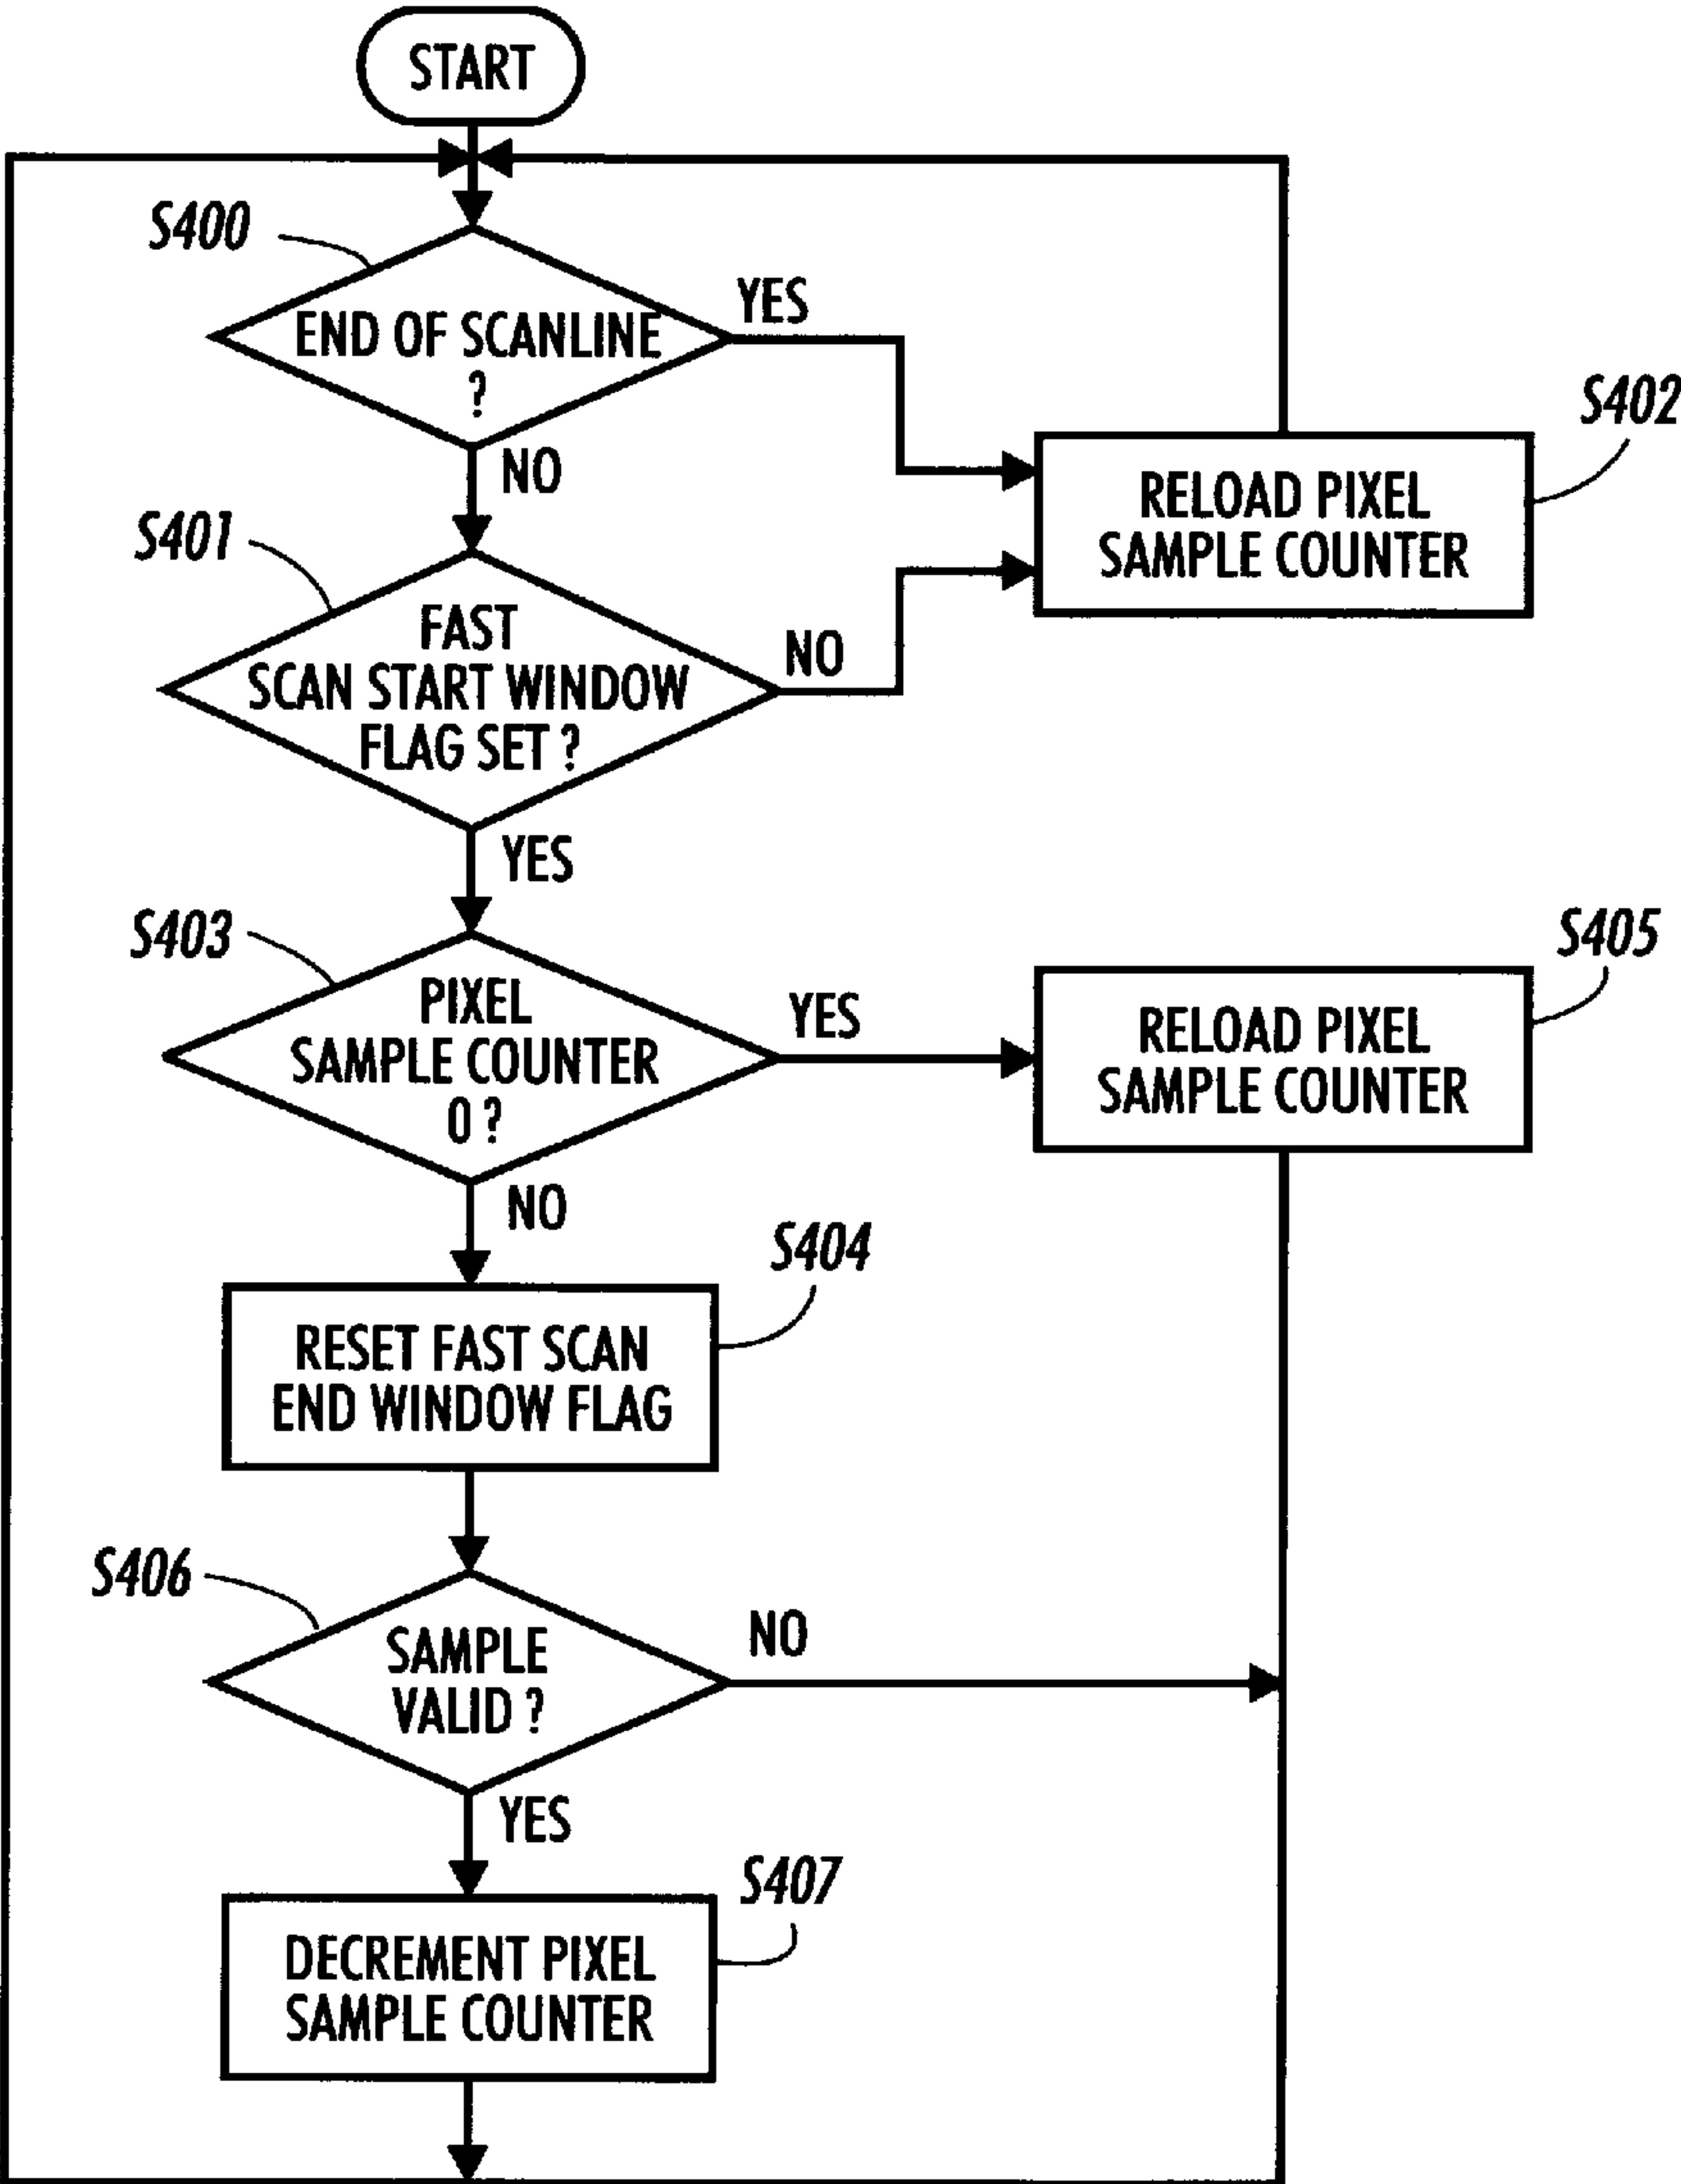 START
S400
END OF SCANLINE
?
YES
NO
S402
RELOAD PIXEL
SAMPLE COUNTER
S401
FAST
SCAN START WINDOW
FLAG SET ?
NO
YES
S403
PIXEL
SAMPLE COUNTER
0 ?
YES
NO
S405
RELOAD PIXEL
SAMPLE COUNTER
S404
RESET FAST SCAN
END WINDOW FLAG
S406
SAMPLE
VALID ?
NO
YES
S407
DECREMENT PIXEL
SAMPLE COUNTER